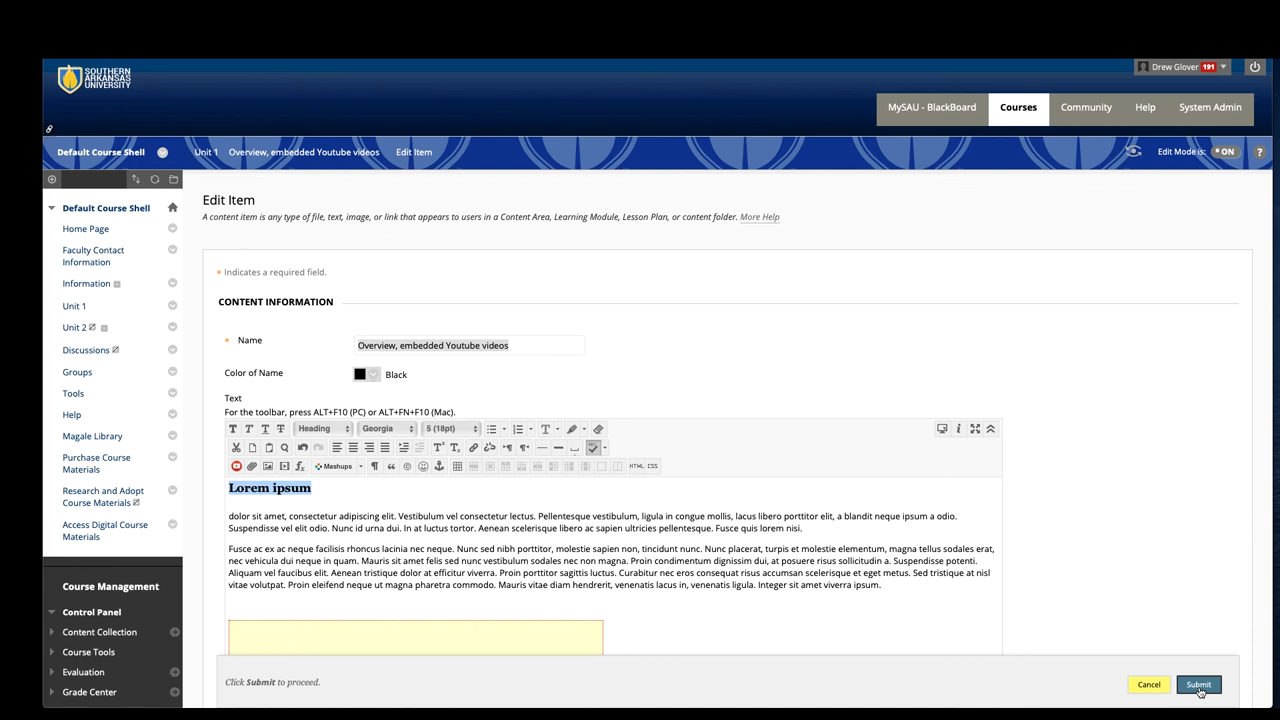 SOUTHERN
ARKANSAS
UNIVERSITY
Drew Glover 191
MySAU - BlackBoard Courses Community Help System Admin
Default Course Shell Unit 1 Overview, embedded Youtube videos Edit Item Edit Mode is: ON ?
Default Course Shell
Home Page
Faculty Contact
Information
Information
Unit 1
Unit 2
Discussions
Groups
Tools
Help
Magale Library
Purchase Course
Materials
Research and Adopt
Course Materials
Access Digital Course
Materials
Course Management
Control Panel
Content Collection
Course Tools
Evaluation
Grade Center
Edit Item
A content item is any type of file, text, image, or link that appears to users in a Content Area, Learning Module, Lesson Plan, or content folder. More Help
* Indicates a required field.
CONTENT INFORMATION
* Name Overview, embedded Youtube videos
Color of Name Black
Text
For the toolbar, press ALT+F10 (PC) or ALT+FN+F10 (Mac).
T T T T Heading Georgia 5 (18pt) T
Mashups HTML CSS
Lorem ipsum
dolor sit amet, consectetur adipiscing elit. Vestibulum vel consectetur lectus. Pellentesque vestibulum, ligula in congue mollis, lacus libero porttitor elit, a blandit neque ipsum a odio.
Suspendisse vel elit odio. Nunc id urna dui. In at luctus tortor. Aenean scelerisque libero ac sapien ultricies pellentesque. Fusce quis lorem nisi.
Fusce ac ex ac neque facilisis rhoncus lacinia nec neque. Nunc sed nibh porttitor, molestie sapien non, tincidunt nunc. Nunc placerat, turpis et molestie elementum, magna tellus sodales erat,
nec vehicula dui neque in quam. Mauris sit amet felis sed nunc vestibulum sodales nec non magna. Proin condimentum dignissim dui, at posuere risus sollicitudin a. Suspendisse potenti.
Aliquam vel faucibus elit. Aenean tristique dolor at efficitur viverra. Proin porttitor sagittis luctus. Curabitur nec eros consequat risus accumsan scelerisque et eget metus. Sed tristique at nisl
vitae volutpat. Proin eleifend neque ut magna pharetra commodo. Mauris vitae diam hendrerit, venenatis lacus in, venenatis ligula. Integer sit amet viverra ipsum.
Click Submit to proceed. Cancel Submit